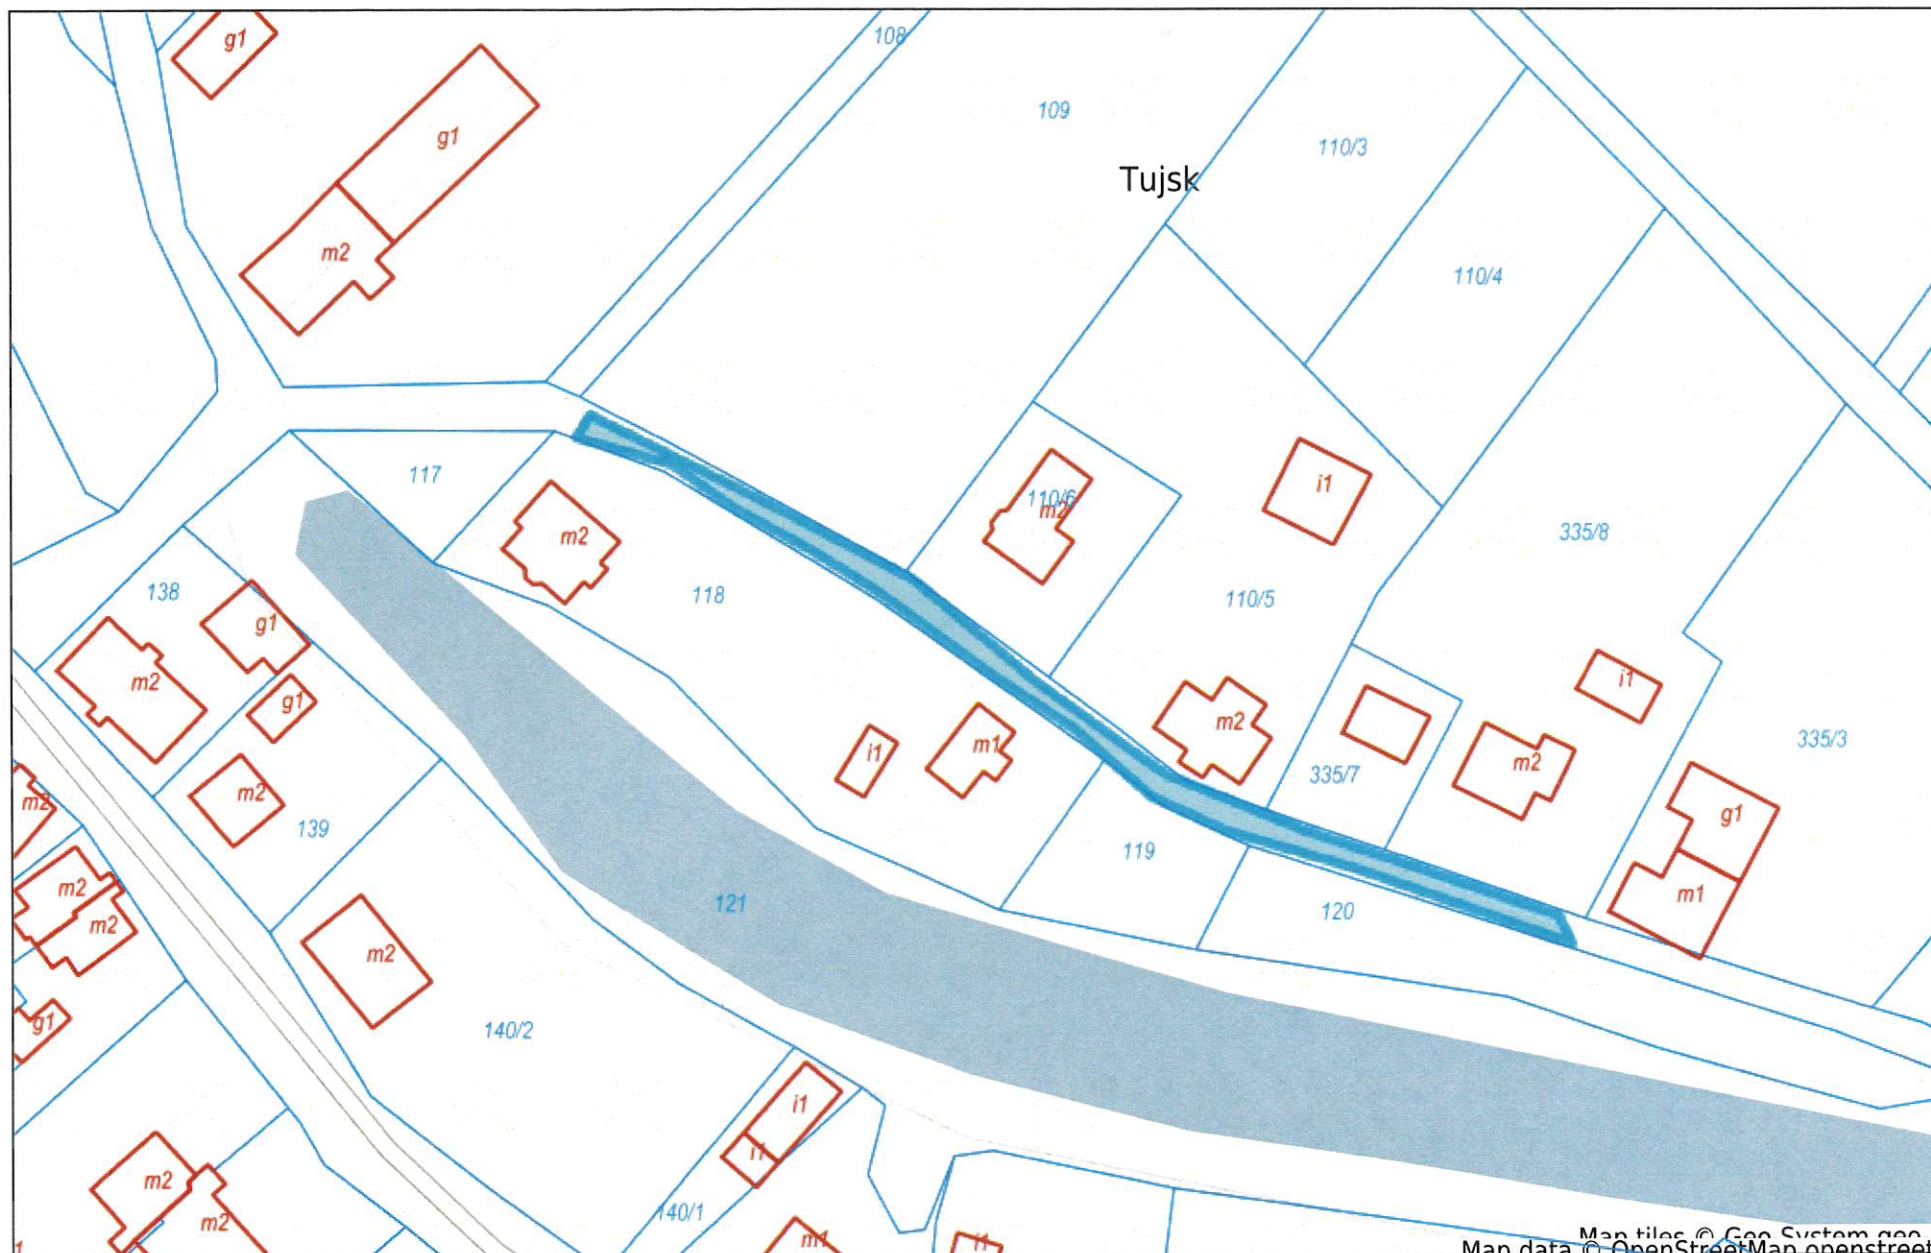 g1
108
109
g1
110/3
Tujsk
m2
110/4
117
i1
110/6
m2
335/8
m2
138
118
110/5
g1
m2
g1
i1
m2
335/3
i1
m1
m2
335/7
m2
m2
139
g1
119
m2
m1
121
120
m2
m2
g1
140/2
i1
i1
m2
140/1
m2
m1
i1
Map tiles © Geo-System geo
Map data © OpenStreetMap openstreet